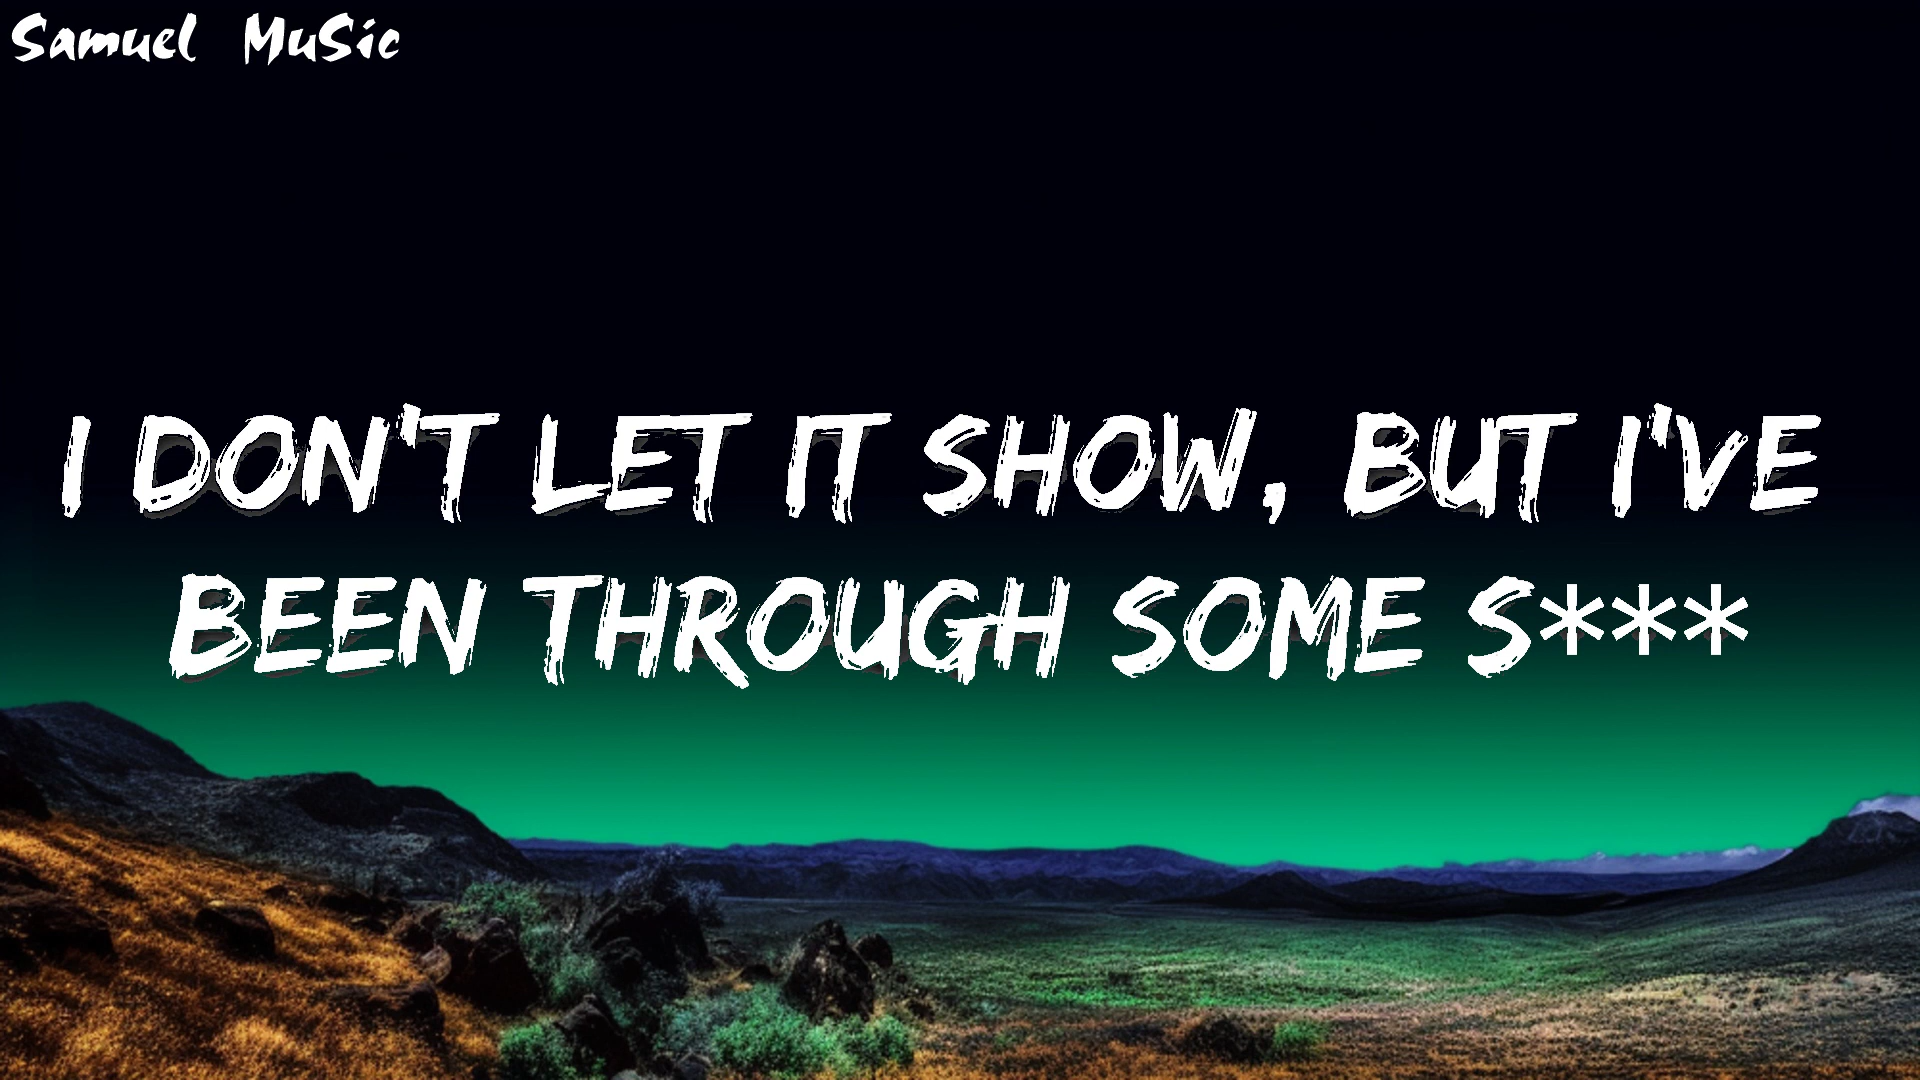 Samuel MuSic
I DON'T LET IT SHOW, BUT I'VE
BEEN THROUGH SOME S***